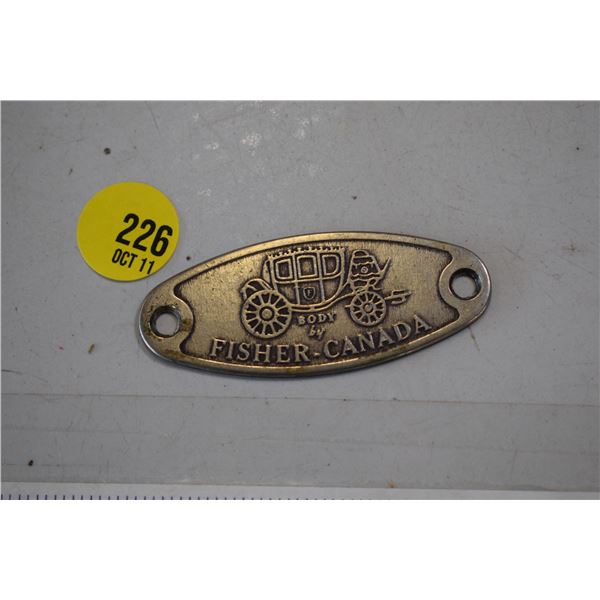 226
OCT 11
BODY
by
FISHER-CANADA